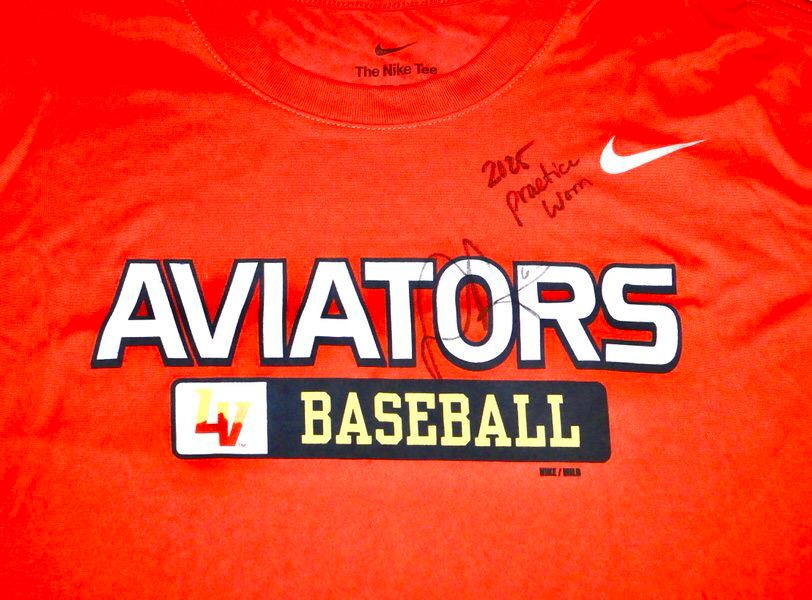 The Nike Tee
2025
practice
worn
AVIATORS
LV
BASEBALL
NIKE / MILB